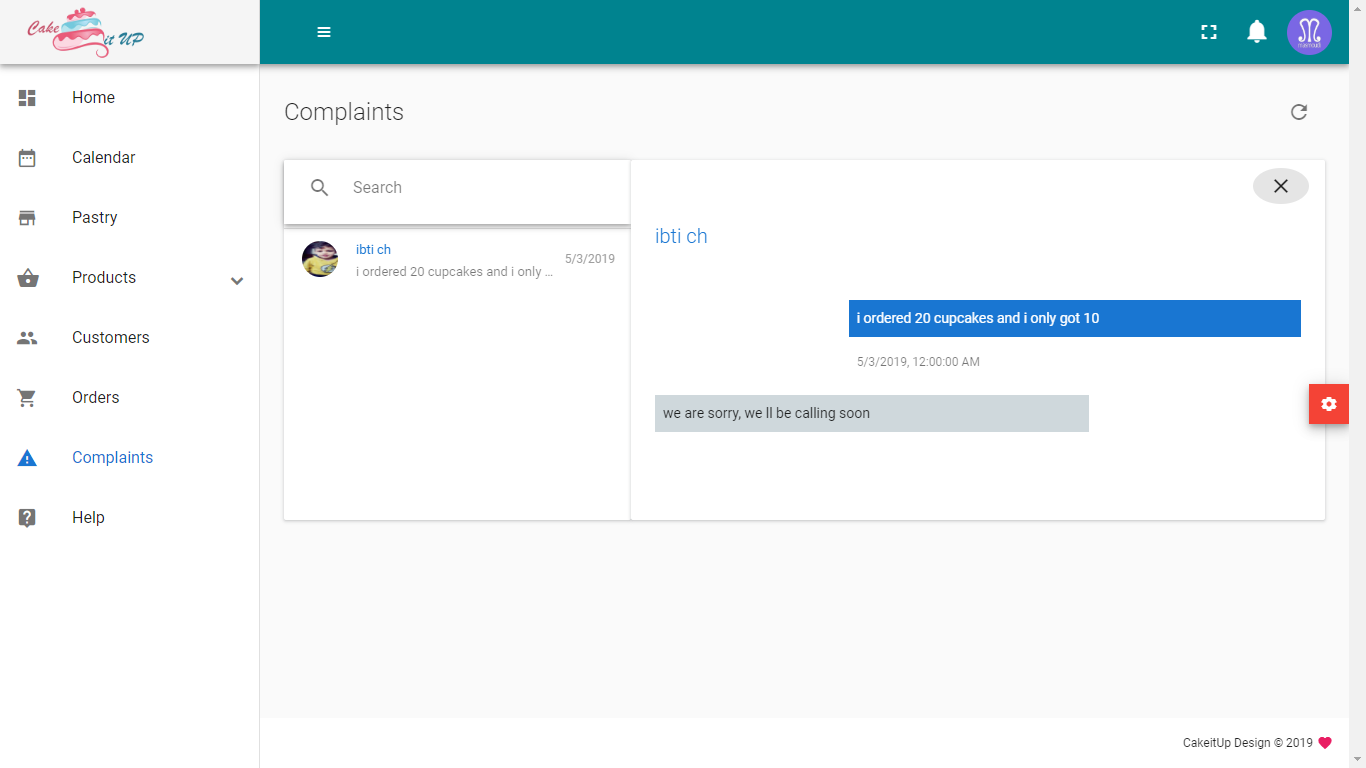 Cake
it UP
masmoudi
Home
Calendar
Pastry
Products
Customers
Orders
Complaints
Help
Complaints
Search
ibti ch
5/3/2019
i ordered 20 cupcakes and i only ...
ibti ch
i ordered 20 cupcakes and i only got 10
5/3/2019, 12:00:00 AM
we are sorry, we ll be calling soon
CakeitUp Design © 2019